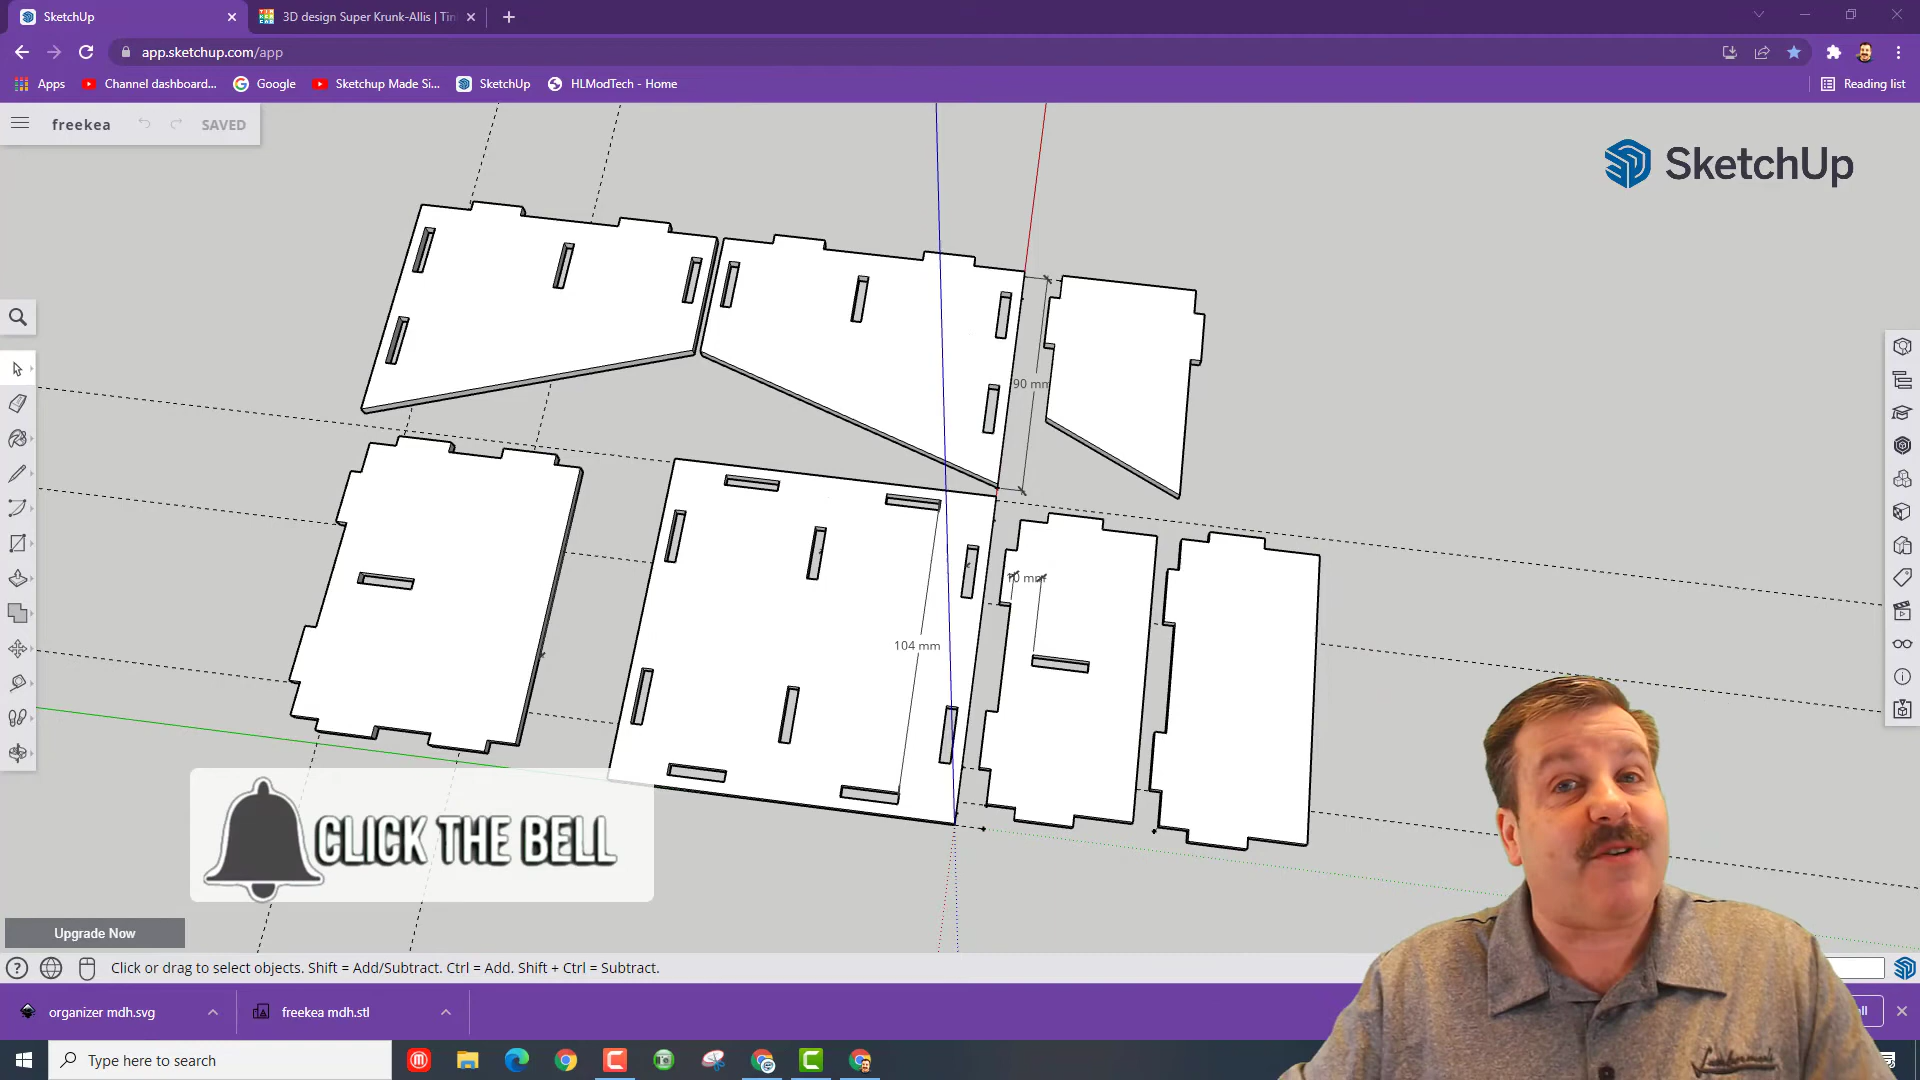 SketchUp
3D design Super Krunk-Allis | Tin
app.sketchup.com/app
Apps
Channel dashboard...
Google
Sketchup Made Si...
SketchUp
HLModTech - Home
Reading list
freekea
SAVED
SketchUp
90 mm
10 mm
104 mm
CLICK THE BELL
Upgrade Now
Click or drag to select objects. Shift = Add/Subtract. Ctrl = Add. Shift + Ctrl = Subtract.
organizer mdh.svg
freekea mdh.stl
Type here to search